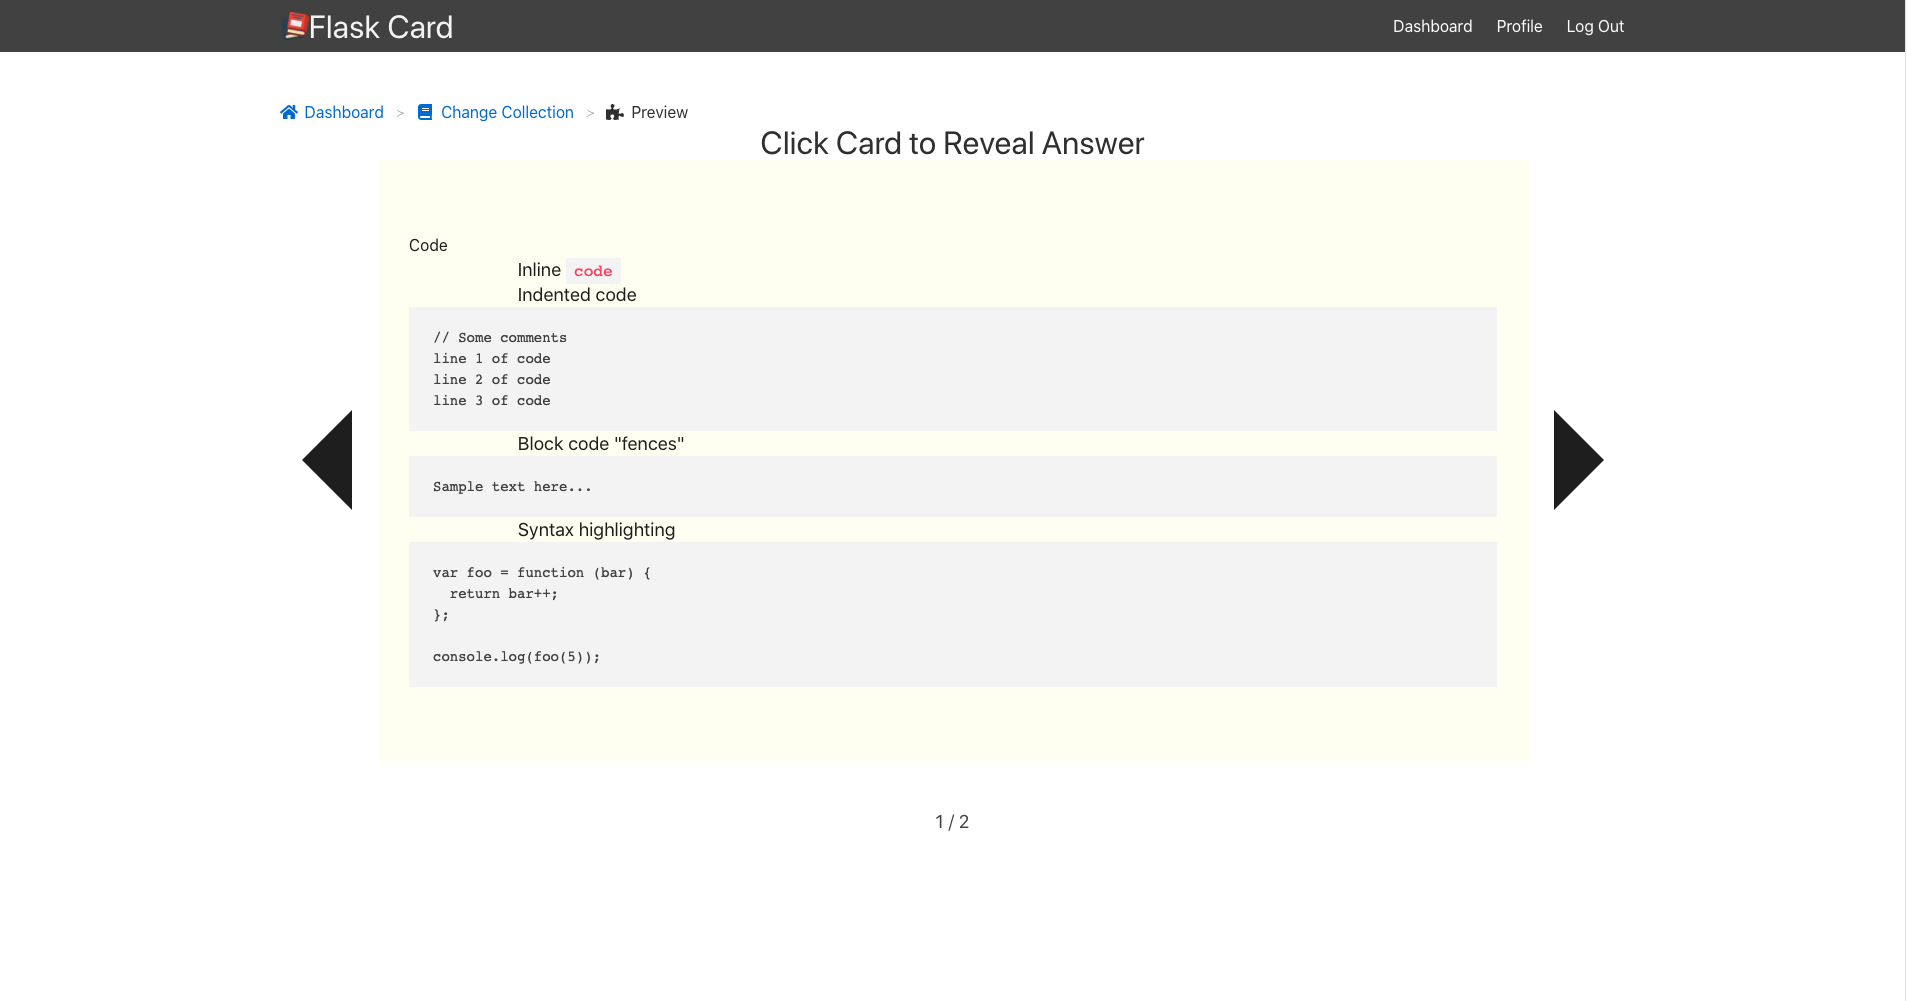 Flask Card
Dashboard Profile Log Out
Dashboard > Change Collection > Preview
Click Card to Reveal Answer
Code
Inline code
Indented code
// Some comments
line 1 of code
line 2 of code
line 3 of code
Block code "fences"
Sample text here...
Syntax highlighting
var foo = function (bar) {
  return bar++;
};
console.log(foo(5));
1 / 2